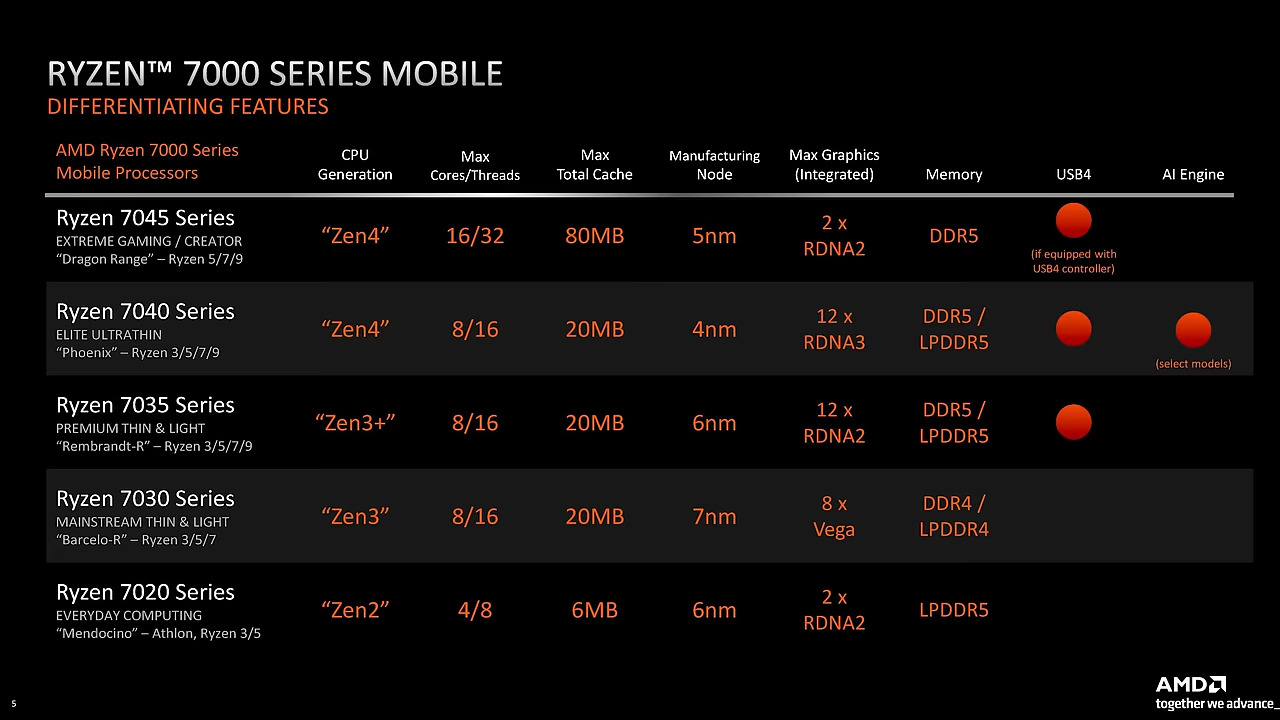 RYZEN™ 7000 SERIES MOBILE
DIFFERENTIATING FEATURES
AMD Ryzen 7000 Series
Mobile Processors
CPU
Generation
Max
Cores/Threads
Max
Total Cache
Manufacturing
Node
Max Graphics
(Integrated)
Memory
USB4
AI Engine
Ryzen 7045 Series
EXTREME GAMING / CREATOR
“Dragon Range” – Ryzen 5/7/9
“Zen4”
16/32
80MB
5nm
2 x
RDNA2
DDR5
(if equipped with
USB4 controller)
Ryzen 7040 Series
ELITE ULTRATHIN
“Phoenix” – Ryzen 3/5/7/9
“Zen4”
8/16
20MB
4nm
12 x
RDNA3
DDR5 /
LPDDR5
(select models)
Ryzen 7035 Series
PREMIUM THIN & LIGHT
“Rembrandt-R” – Ryzen 3/5/7/9
“Zen3+”
8/16
20MB
6nm
12 x
RDNA2
DDR5 /
LPDDR5
Ryzen 7030 Series
MAINSTREAM THIN & LIGHT
“Barcelo-R” – Ryzen 3/5/7
“Zen3”
8/16
20MB
7nm
8 x
Vega
DDR4 /
LPDDR4
Ryzen 7020 Series
EVERYDAY COMPUTING
“Mendocino” – Athlon, Ryzen 3/5
“Zen2”
4/8
6MB
6nm
2 x
RDNA2
LPDDR5
5
AMD
together we advance_